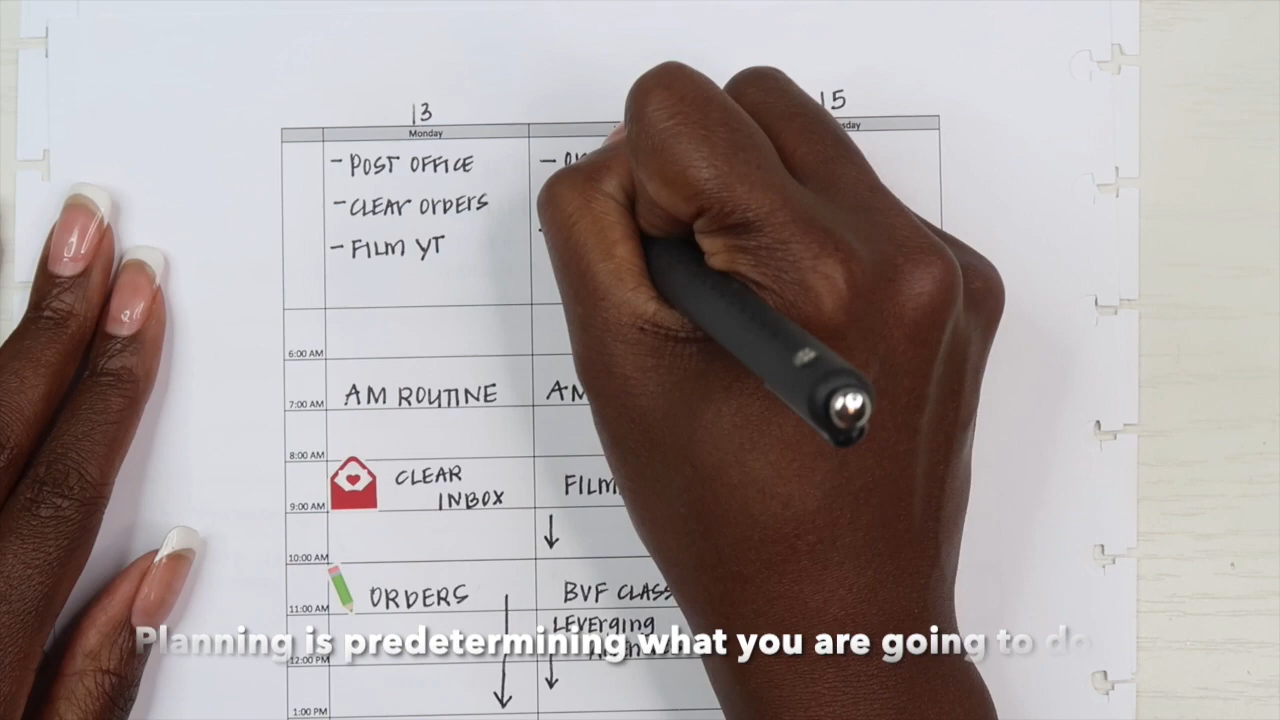 13
15
Monday
- POST OFFICE
- CLEAR ORDERS
- FILM YT
6:00 AM
7:00 AM
AM ROUTINE
AM
8:00 AM
CLEAR
INBOX
FILM
9:00 AM
10:00 AM
ORDERS
BVF CLASS
11:00 AM
LEVErging
Planning is predetermining what you are going to do
12:00 PM
1:00 PM